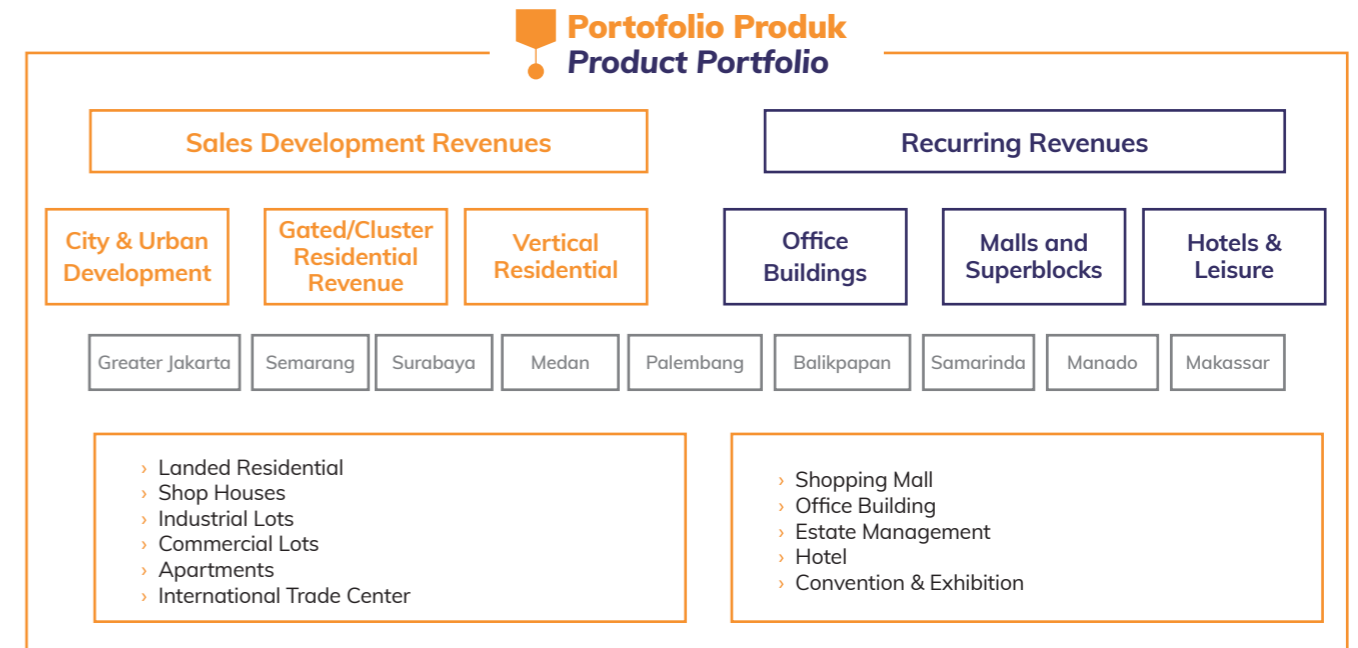 Portofolio Produk
Product Portfolio
Sales Development Revenues
Recurring Revenues
City & Urban
Development
Gated/Cluster
Residential
Revenue
Vertical
Residential
Office
Buildings
Malls and
Superblocks
Hotels &
Leisure
Greater Jakarta
Semarang
Surabaya
Medan
Palembang
Balikpapan
Samarinda
Manado
Makassar
› Landed Residential
› Shop Houses
› Industrial Lots
› Commercial Lots
› Apartments
› International Trade Center
› Shopping Mall
› Office Building
› Estate Management
› Hotel
› Convention & Exhibition